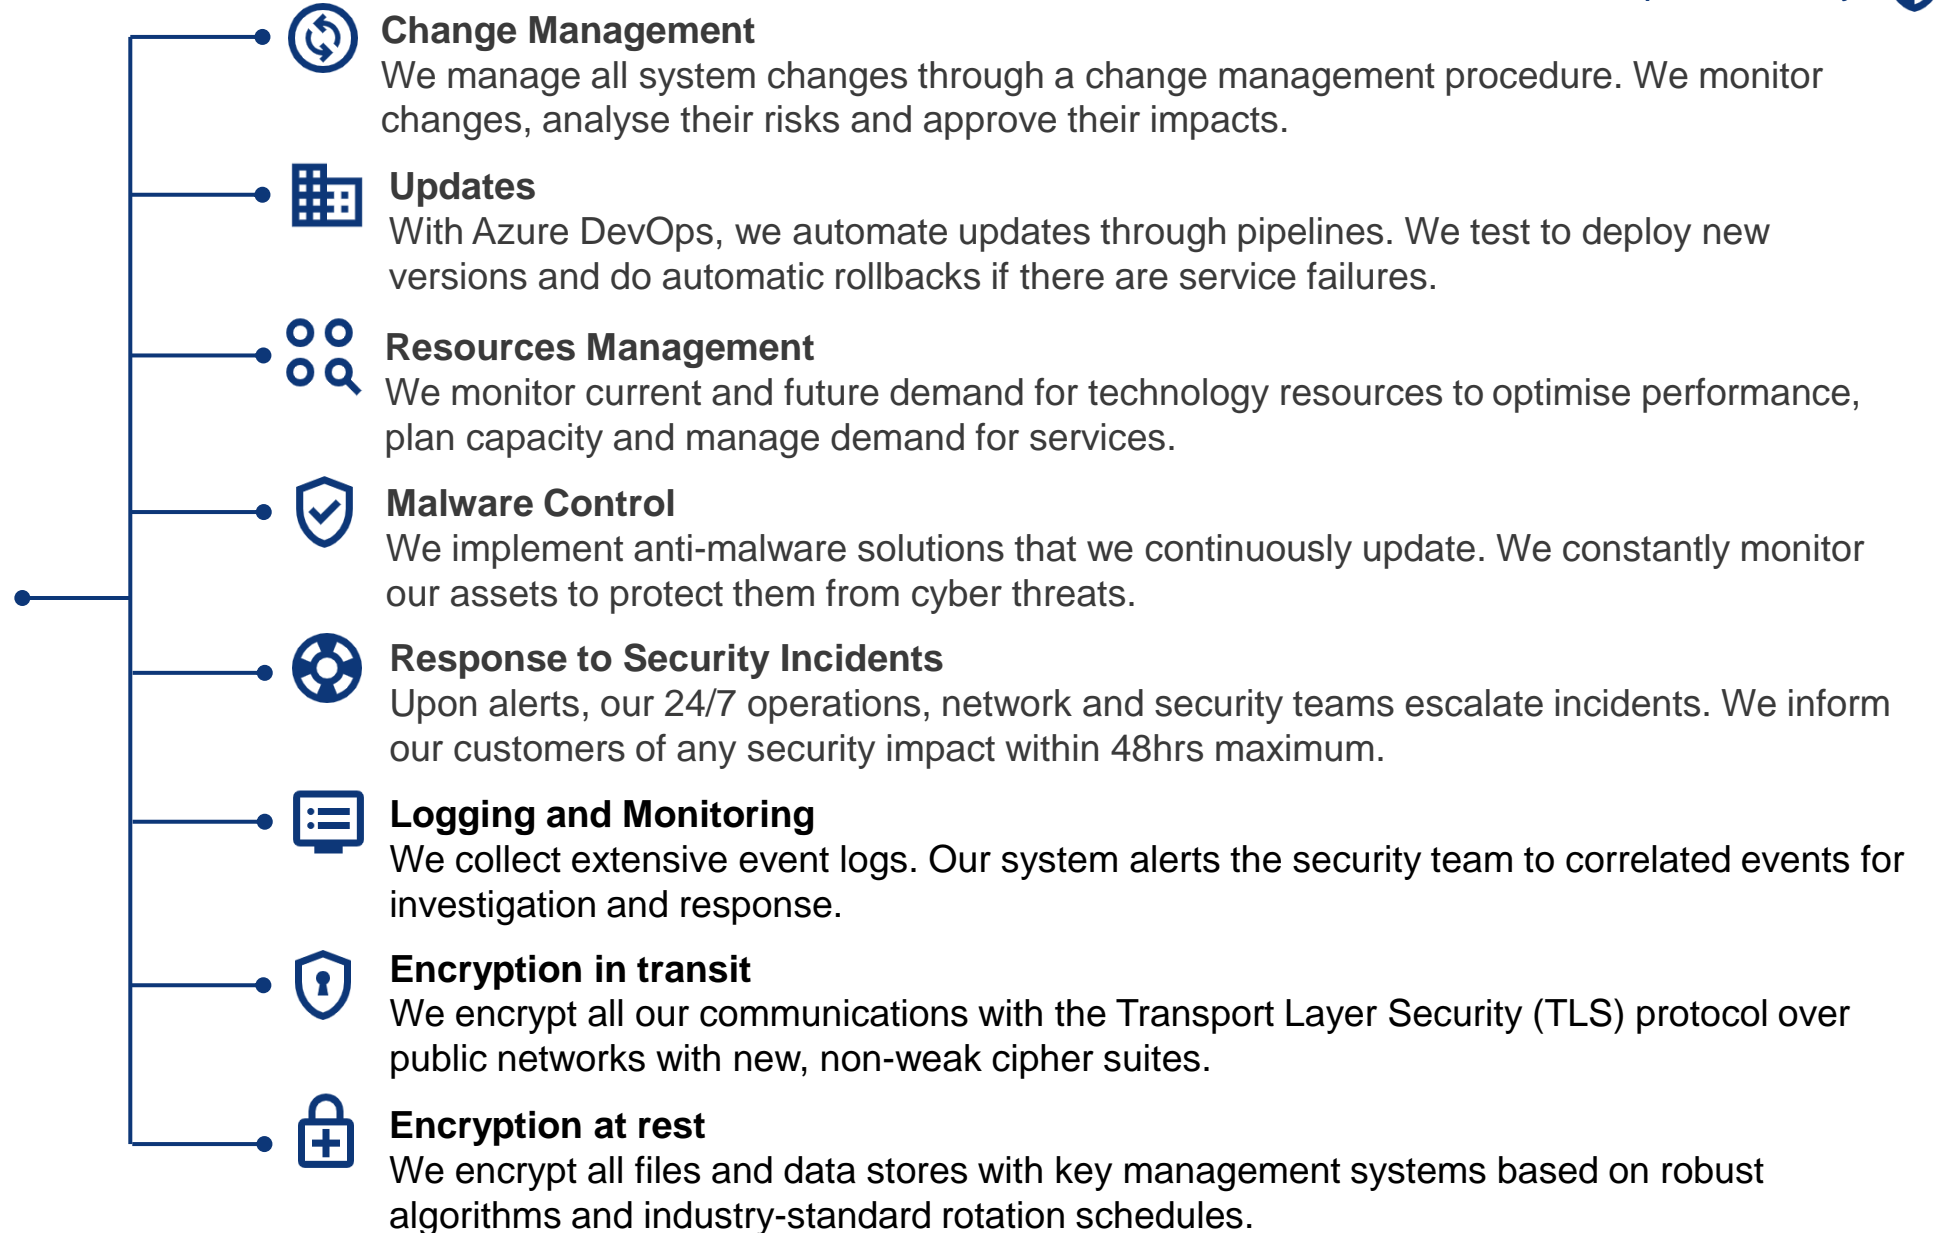 Change Management
We manage all system changes through a change management procedure. We monitor
changes, analyse their risks and approve their impacts.
Updates
With Azure DevOps, we automate updates through pipelines. We test to deploy new
versions and do automatic rollbacks if there are service failures.
Resources Management
We monitor current and future demand for technology resources to optimise performance,
plan capacity and manage demand for services.
Malware Control
We implement anti-malware solutions that we continuously update. We constantly monitor
our assets to protect them from cyber threats.
Response to Security Incidents
Upon alerts, our 24/7 operations, network and security teams escalate incidents. We inform
our customers of any security impact within 48hrs maximum.
Logging and Monitoring
We collect extensive event logs. Our system alerts the security team to correlated events for
investigation and response.
Encryption in transit
We encrypt all our communications with the Transport Layer Security (TLS) protocol over
public networks with new, non-weak cipher suites.
Encryption at rest
We encrypt all files and data stores with key management systems based on robust
algorithms and industry-standard rotation schedules.